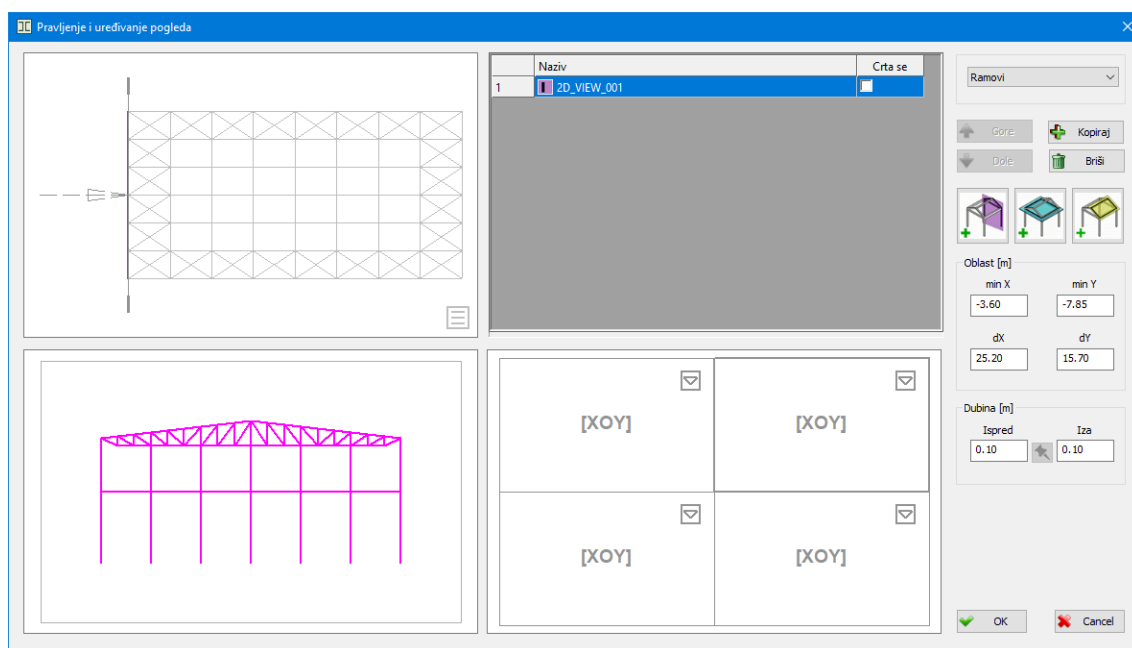 Pravljenje i uređivanje pogleda
Naziv Crta se
1 2D_VIEW_001
Ramovi
Gore Kopiraj
Dole Briši
Oblast [m]
min X min Y
-3.60 -7.85
dX dY
25.20 15.70
Dubina [m]
Ispred Iza
0.10 0.10
[XOY] [XOY]
[XOY] [XOY]
OK Cancel